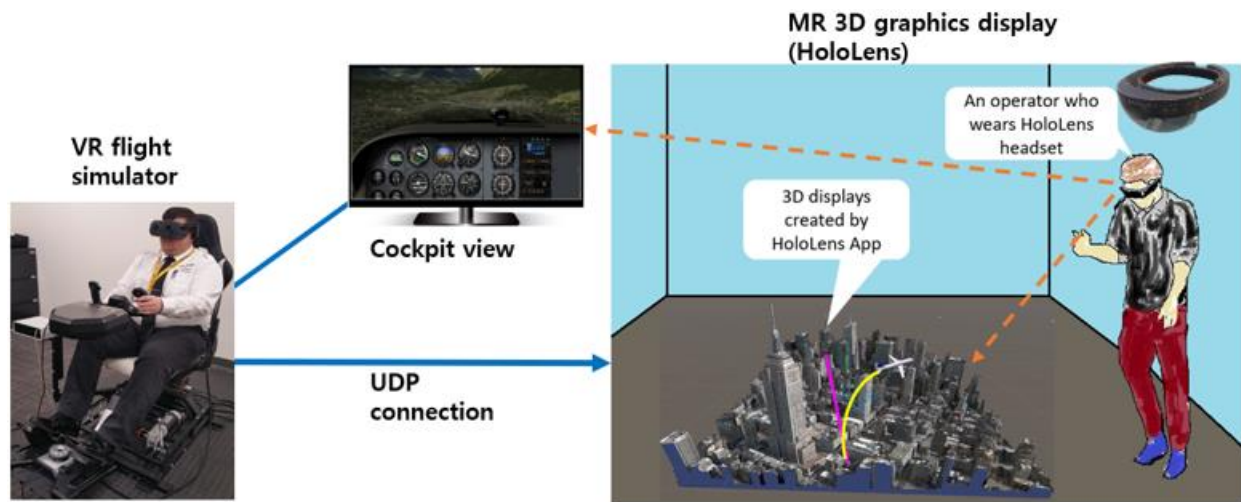 MR 3D graphics display
(HoloLens)
An operator who
wears HoloLens
headset
VR flight
simulator
3D displays
created by
HoloLens App
Cockpit view
UDP
connection